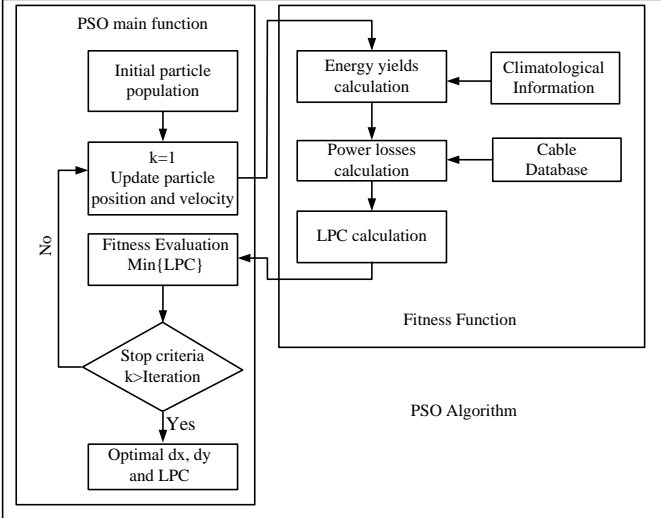 PSO main function
Initial particle
population
k=1
Update particle
position and velocity
No
Fitness Evaluation
Min{LPC}
Stop criteria
k>Iteration
Yes
Optimal dx, dy
and LPC
Energy yields
calculation
Climatological
Information
Power losses
calculation
Cable
Database
LPC calculation
Fitness Function
PSO Algorithm